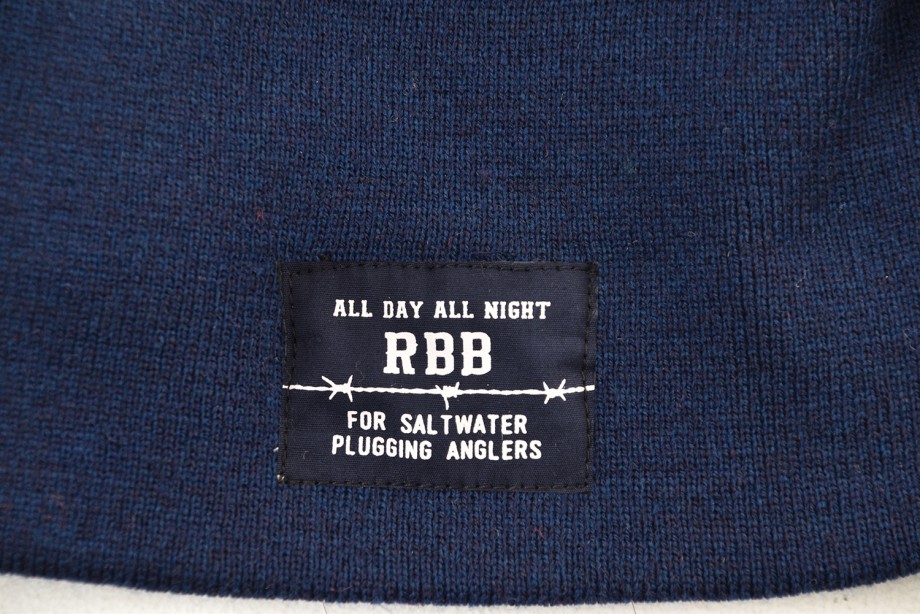 ALL DAY ALL NIGHT
RBB
FOR SALTWATER
PLUGGING ANGLERS